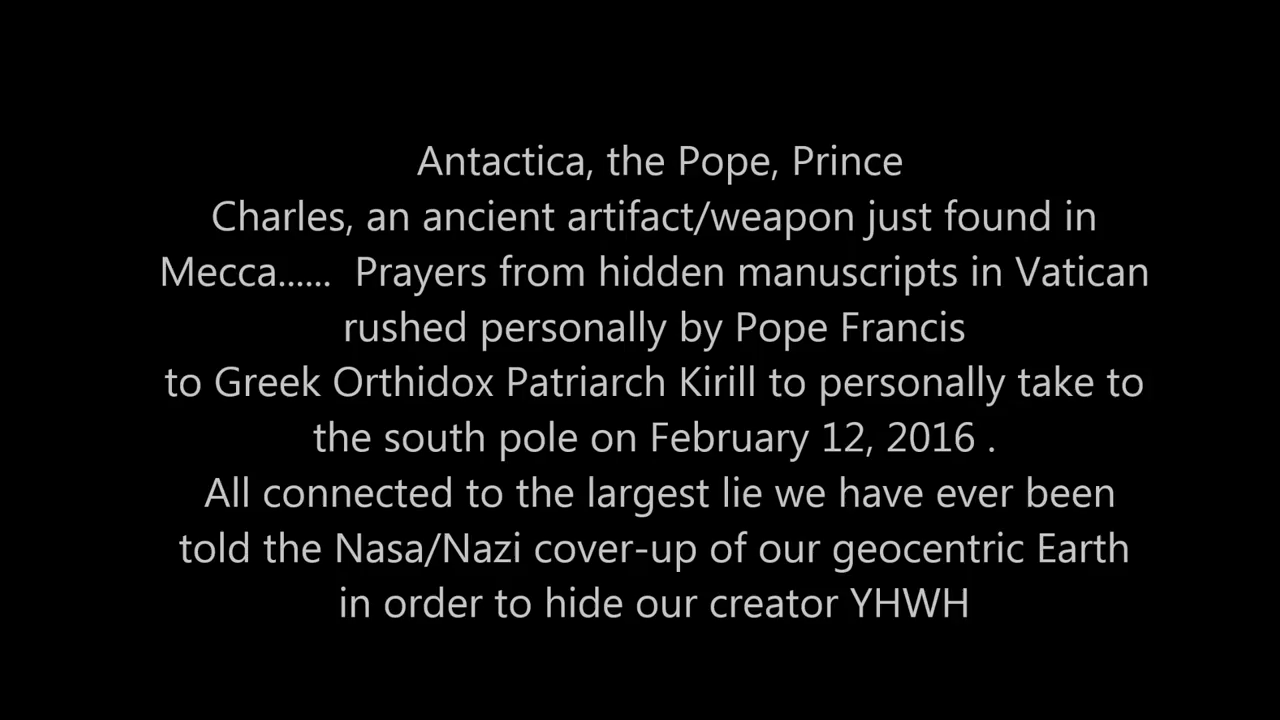 Antactica, the Pope, Prince
Charles, an ancient artifact/weapon just found in
Mecca...... Prayers from hidden manuscripts in Vatican
rushed personally by Pope Francis
to Greek Orthidox Patriarch Kirill to personally take to
the south pole on February 12, 2016 .
All connected to the largest lie we have ever been
told the Nasa/Nazi cover-up of our geocentric Earth
in order to hide our creator YHWH